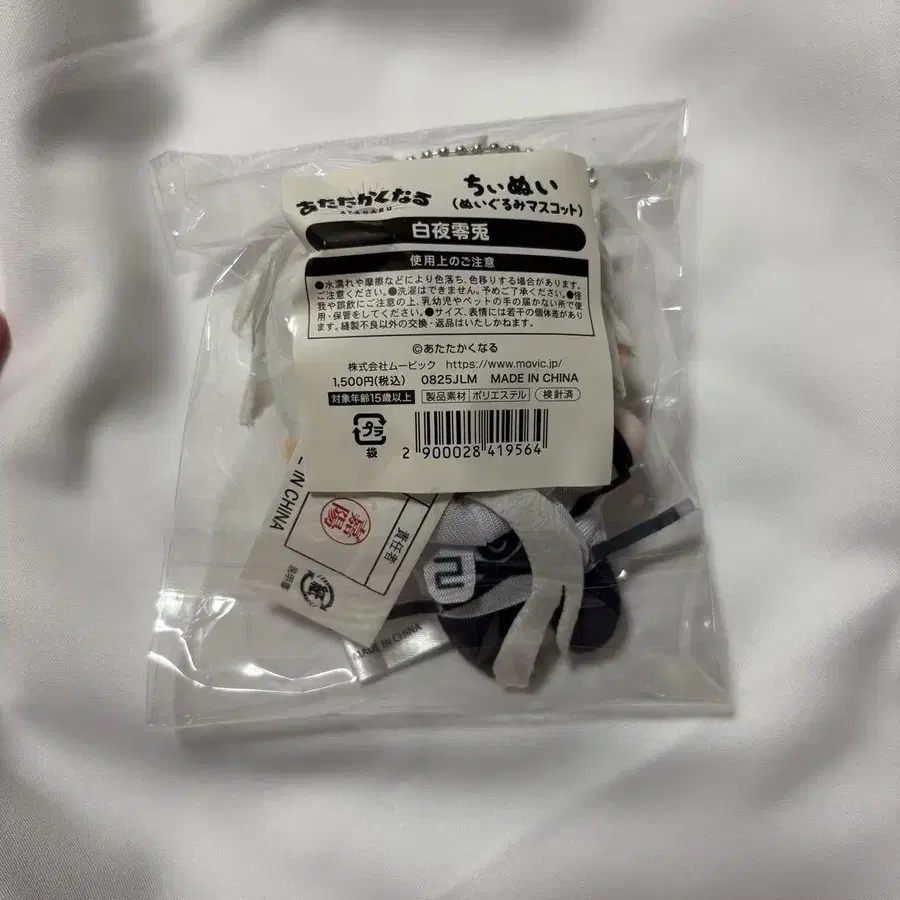 あたたかくなる
ATAHARU
ちぃぬい
(ぬいぐるみマスコット)
白夜零兎
使用上のご注意
●水濡れや摩擦などにより色落ち、色移りする場合があります。
ご注意ください。●洗濯はできません。予めご了承ください。●怪
我や誤飲にご注意の上、乳幼児やペットの手の届かない所で使
用・保管をしてください。●サイズ、表情には若干の個体差があり
ます。縫製不良以外の交換・返品はいたしかねます。
©あたたかくなる
株式会社ムービック https://www.movic.jp/
1,500円(税込) 0825JLM MADE IN CHINA
対象年齢15歳以上 製品素材 ポリエステル 検針済
プラ
袋
2 900028 419564
IN CHINA
責任者
MADE IN CHINA